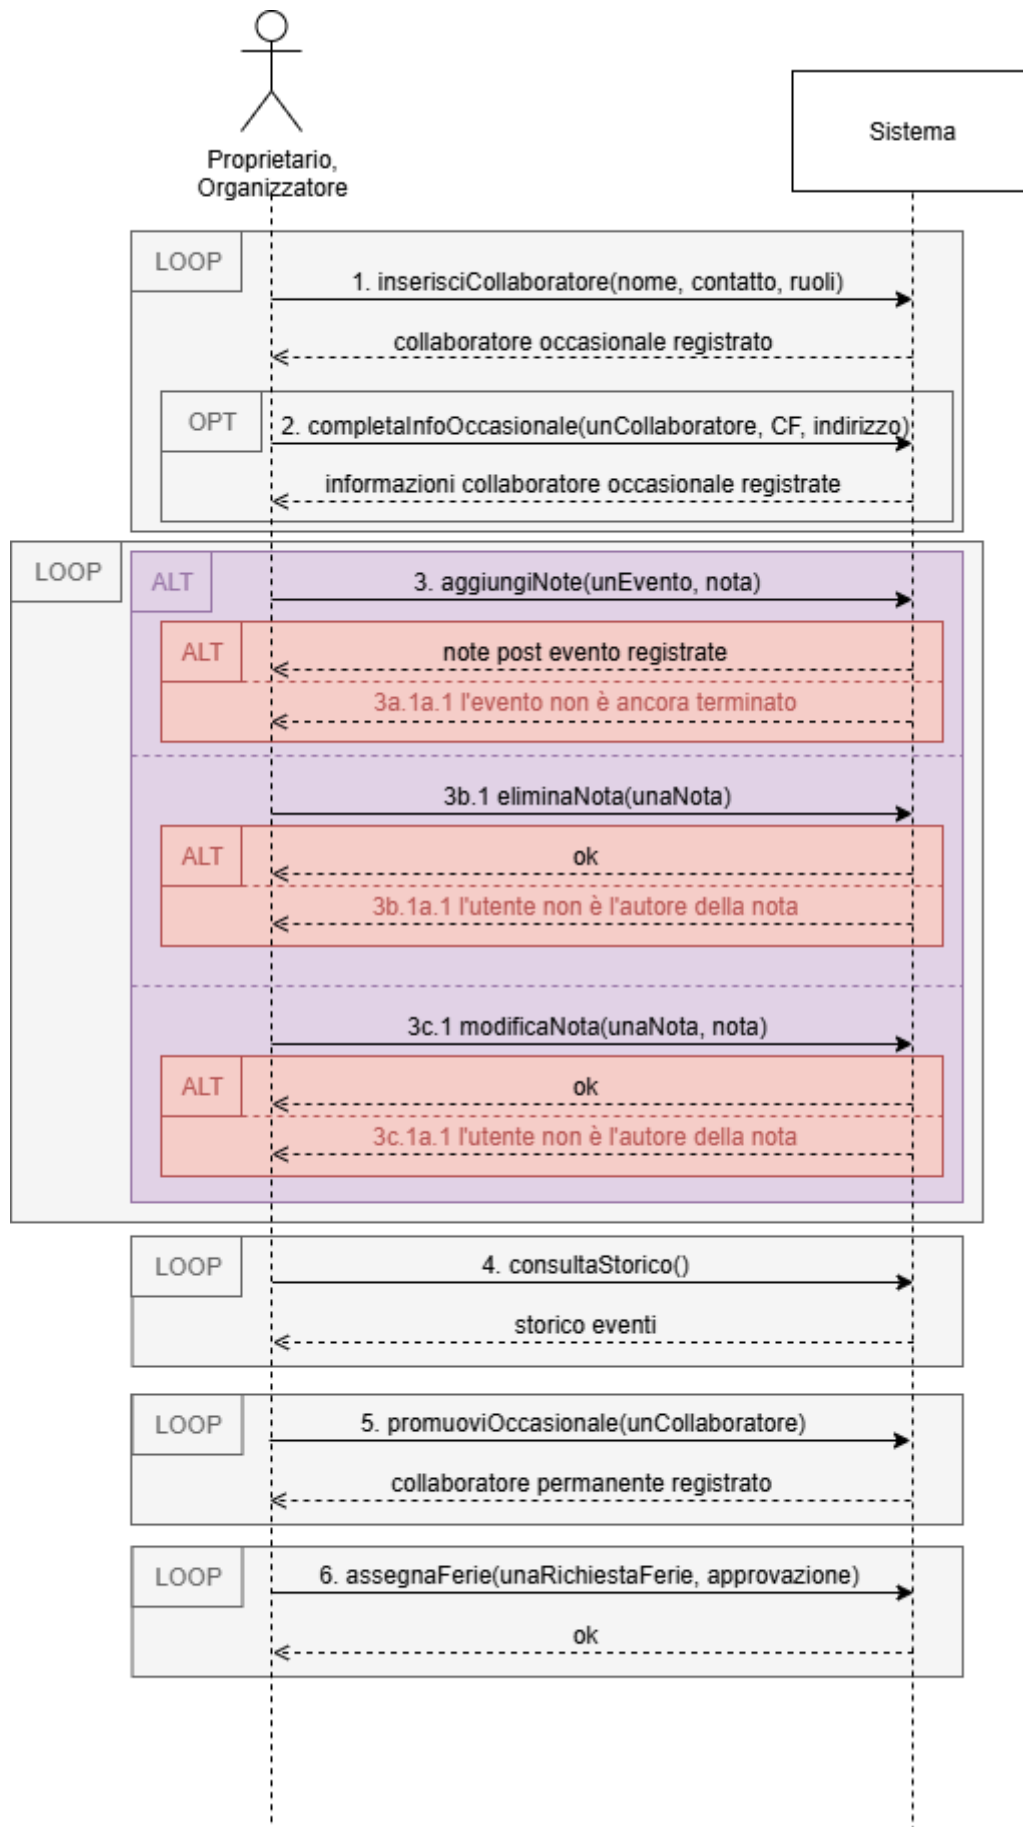 Proprietario,
Organizzatore
Sistema
LOOP
1. inserisciCollaboratore(nome, contatto, ruoli)
collaboratore occasionale registrato
OPT
2. completaInfoOccasionale(unCollaboratore, CF, indirizzo)
informazioni collaboratore occasionale registrate
LOOP
ALT
3. aggiungiNote(unEvento, nota)
ALT
note post evento registrate
3a.1a.1 l'evento non è ancora terminato
3b.1 eliminaNota(unaNota)
ALT
ok
3b.1a.1 l'utente non è l'autore della nota
3c.1 modificaNota(unaNota, nota)
ALT
ok
3c.1a.1 l'utente non è l'autore della nota
LOOP
4. consultaStorico()
storico eventi
LOOP
5. promuoviOccasionale(unCollaboratore)
collaboratore permanente registrato
LOOP
6. assegnaFerie(unaRichiestaFerie, approvazione)
ok